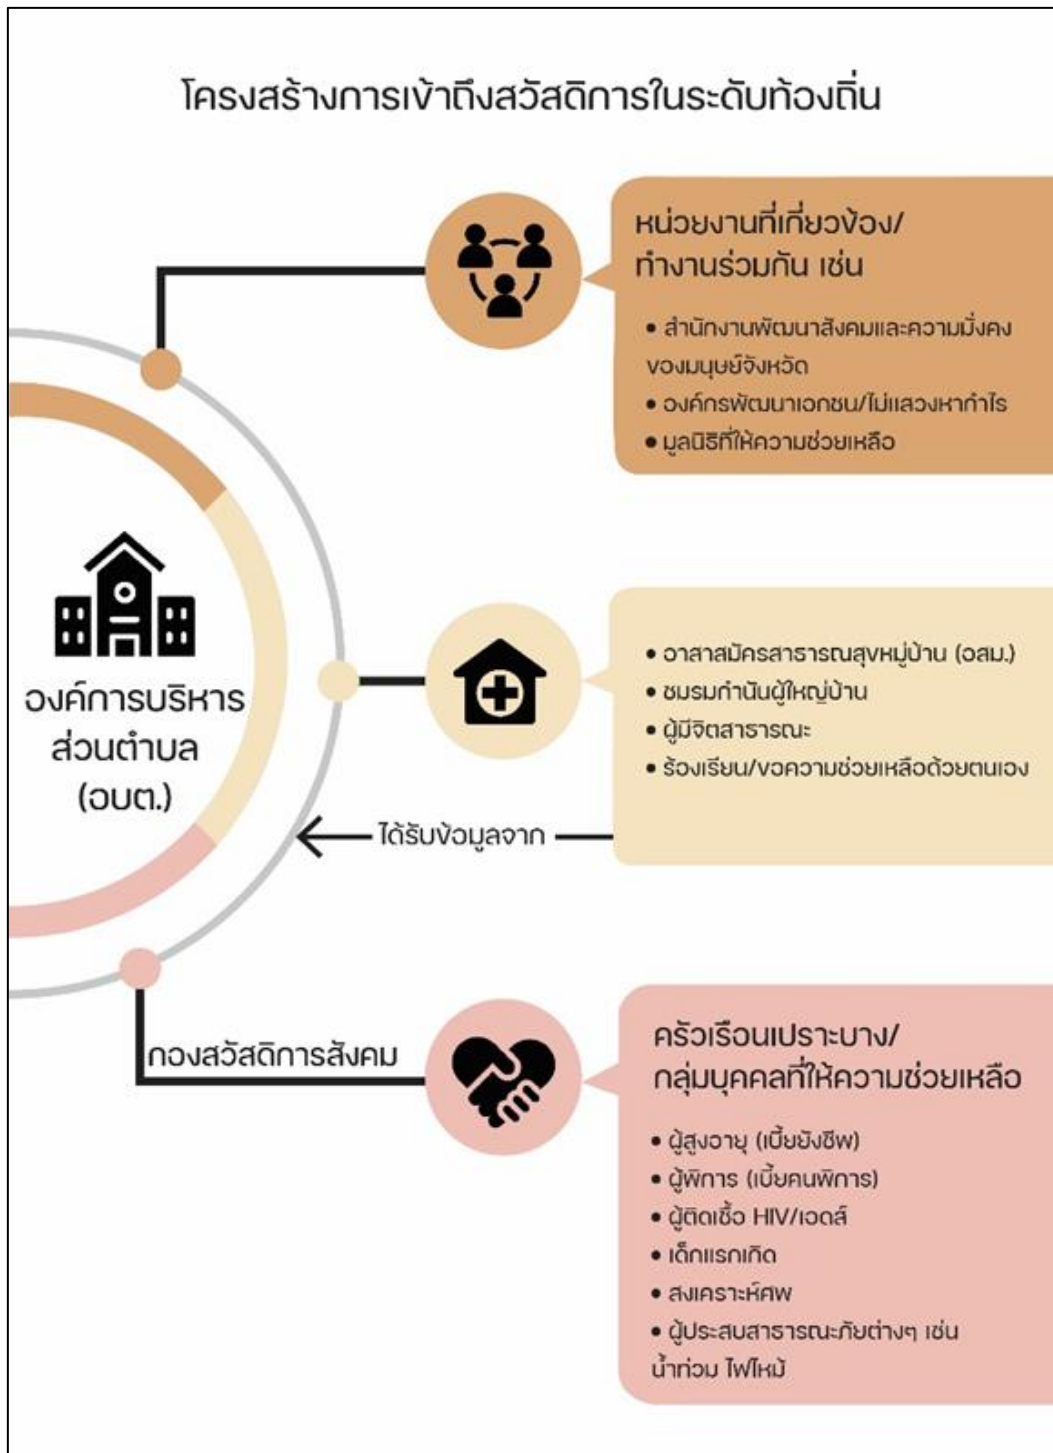 โครงสร้างการเข้าถึงสวัสดิการในระดับท้องถิ่น
หน่วยงานที่เกี่ยวข้อง/
ทำงานร่วมกัน เช่น
• สำนักงานพัฒนาสังคมและความมั่งคง
ของมนุษย์จังหวัด
• องค์กรพัฒนาเอกชน/ไม่แสวงหากำไร
• มูลนิธิที่ให้ความช่วยเหลือ
องค์การบริหาร
ส่วนตำบล
(อบต.)
• อาสาสมัครสาธารณสุขหมู่บ้าน (อสม.)
• ชมรมกำนันผู้ใหญ่บ้าน
• ผู้มีจิตสาธารณะ
• ร้องเรียน/ขอความช่วยเหลือด้วยตนเอง
ได้รับข้อมูลจาก
กองสวัสดิการสังคม
ครัวเรือนเปราะบาง/
กลุ่มบุคคลที่ให้ความช่วยเหลือ
• ผู้สูงอายุ (เบี้ยยังชีพ)
• ผู้พิการ (เบี้ยคนพิการ)
• ผู้ติดเชื้อ HIV/เอดส์
• เด็กแรกเกิด
• สงเคราะห์ศพ
• ผู้ประสบสาธารณะภัยต่างๆ เช่น
น้ำท่วม ไฟไหม้